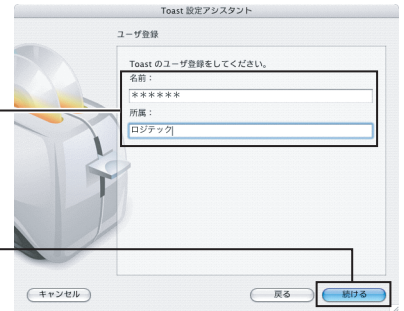 Toast 設定アシスタント
ユーザ登録
Toast のユーザ登録をしてください。
名前：
******
所属：
ロジテック
キャンセル
戻る
続ける